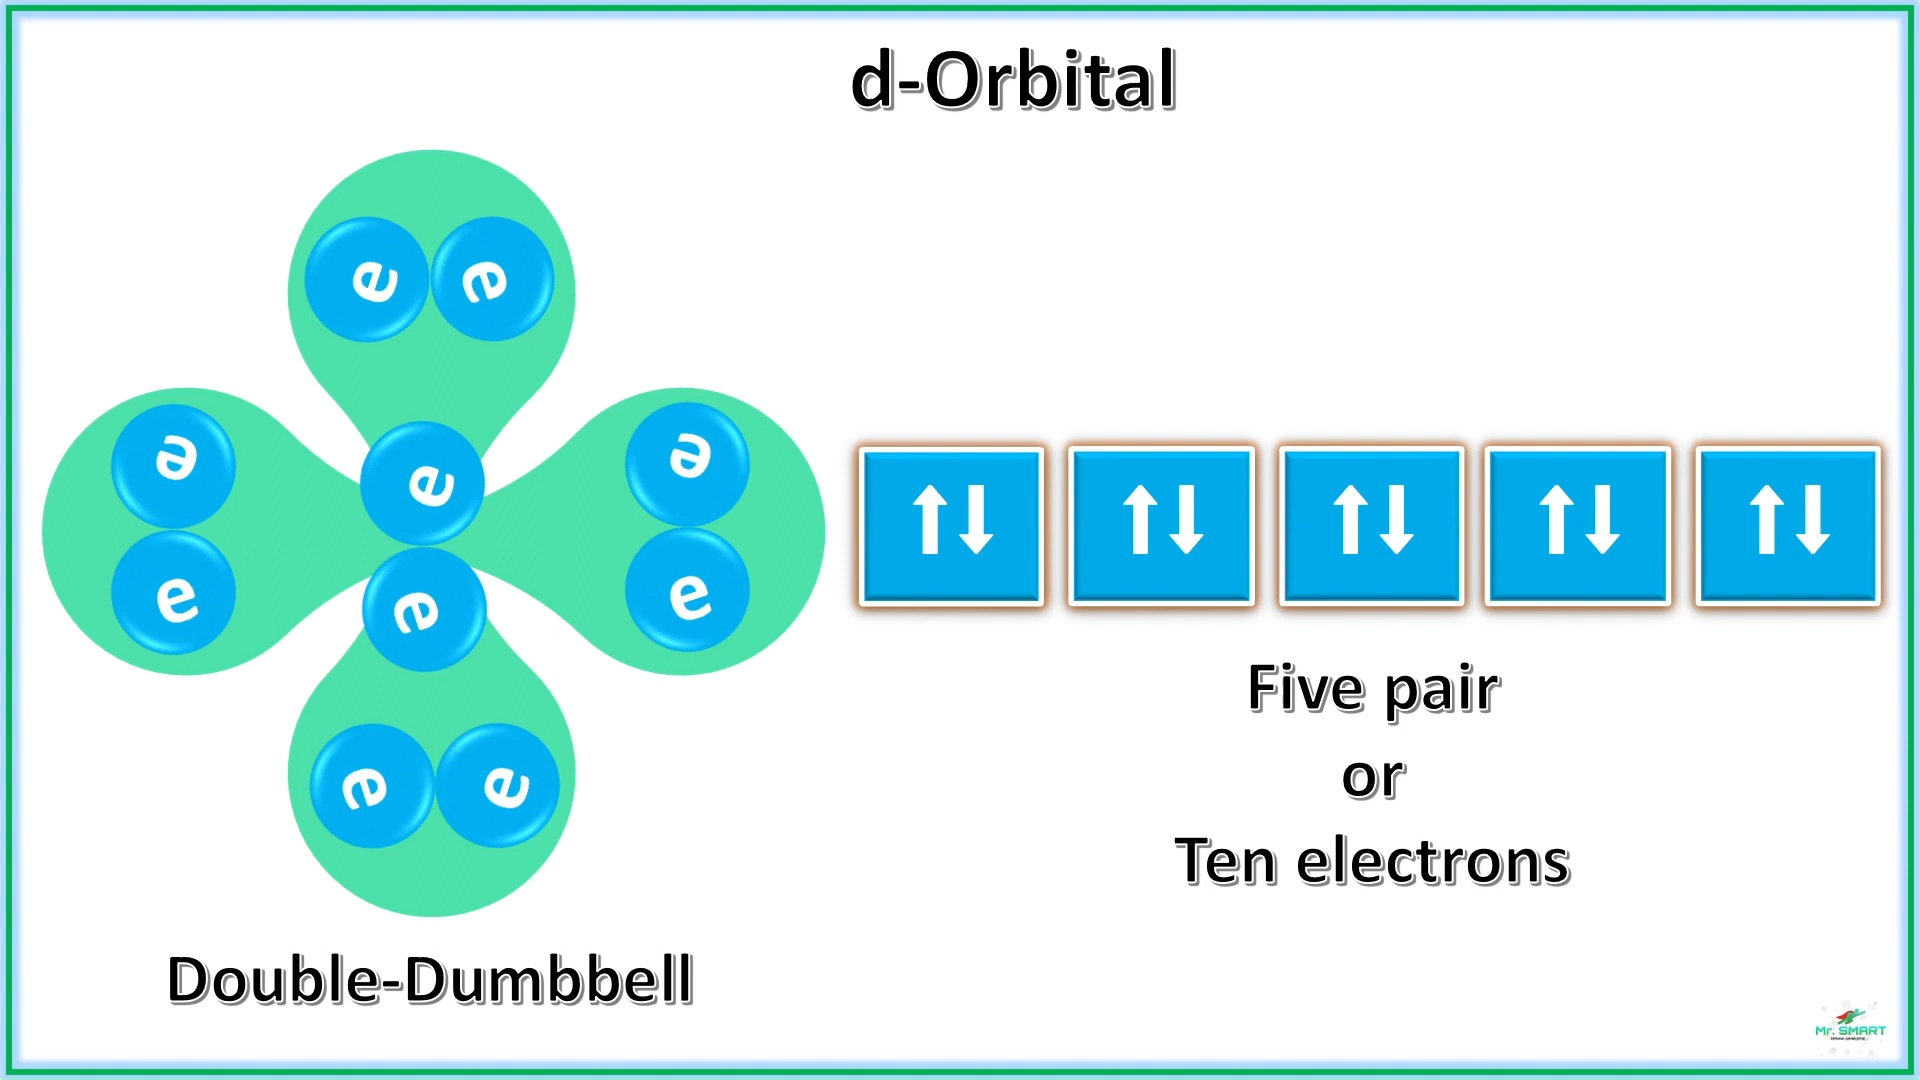 d-Orbital
e e
e
e
e
e
e
e
e e
Five pair
or
Ten electrons
Double-Dumbbell
Mr. SMART